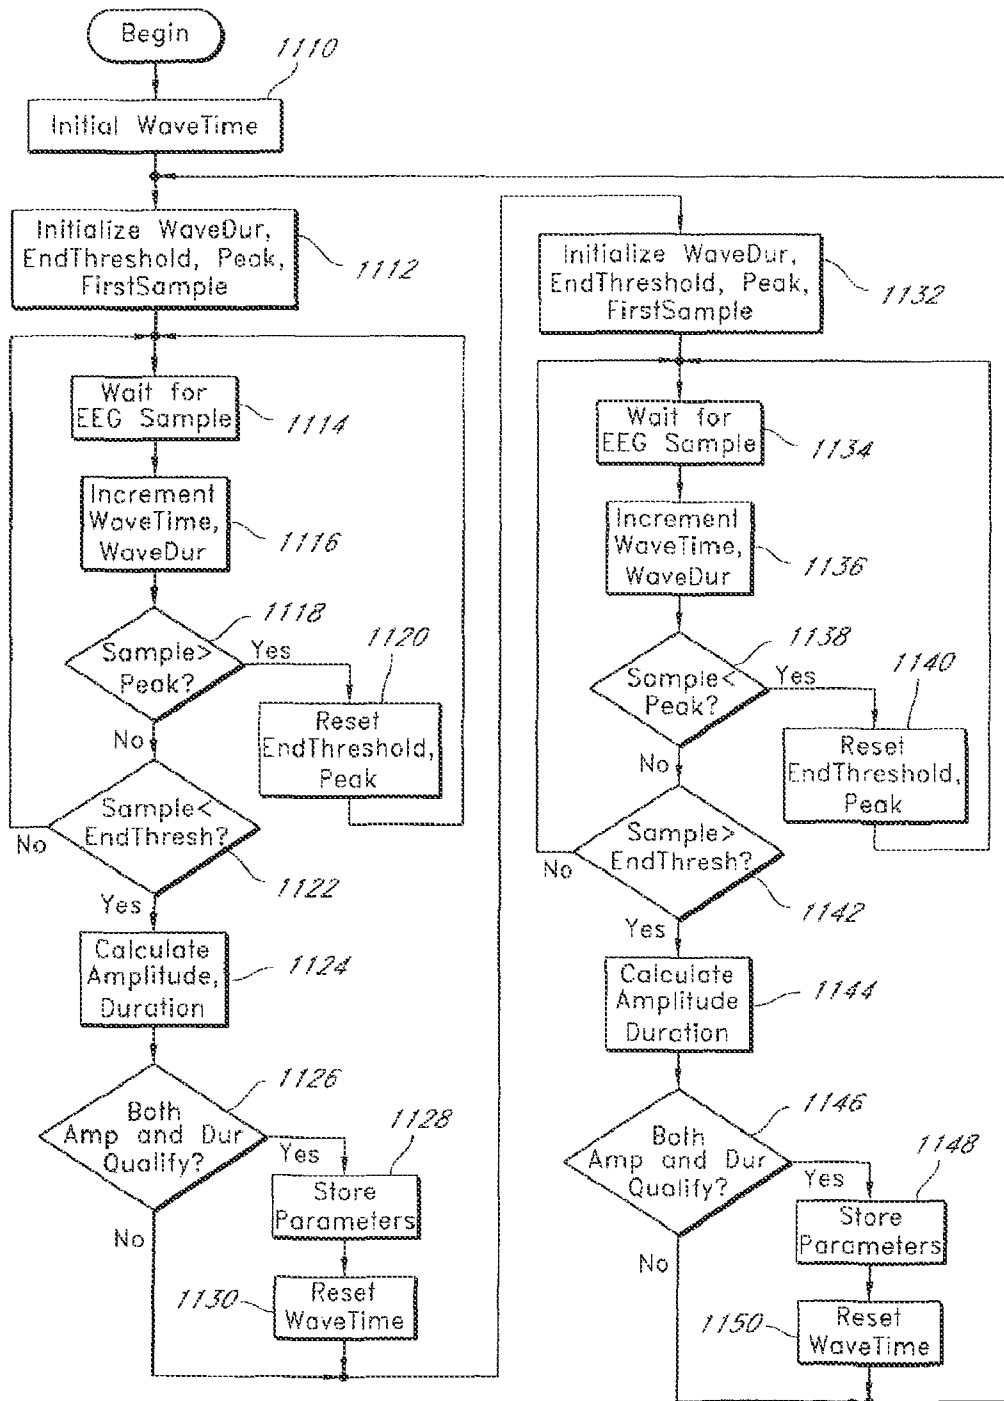 Begin
1110
Initial WaveTime
Initialize WaveDur,
EndThreshold, Peak,
FirstSample
1112
Wait for
EEG Sample
1114
Increment
WaveTime,
WaveDur
1116
Sample>
Peak?
1118
Yes
No
1120
Reset
EndThreshold,
Peak
Sample<
EndThresh?
No
1122
Yes
Calculate
Amplitude,
Duration
1124
Both
Amp and Dur
Qualify?
1126
Yes
No
1128
Store
Parameters
Reset
WaveTime
1130
Initialize WaveDur,
EndThreshold, Peak,
FirstSample
1132
Wait for
EEG Sample
1134
Increment
WaveTime,
WaveDur
1136
Sample<
Peak?
1138
Yes
No
1140
Reset
EndThreshold,
Peak
Sample>
EndThresh?
No
1142
Yes
Calculate
Amplitude
Duration
1144
Both
Amp and Dur
Qualify?
1146
Yes
No
1148
Store
Parameters
Reset
WaveTime
1150